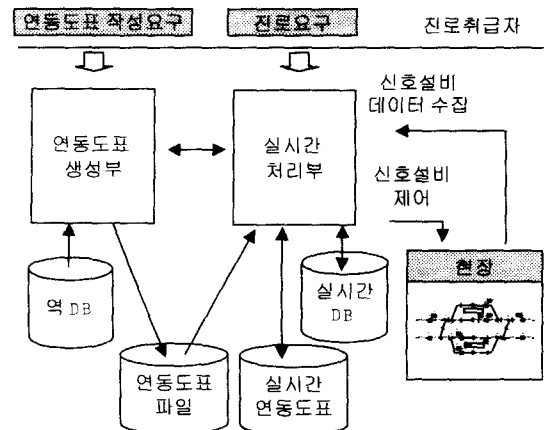 연동도표 작성요구
진로요구
진로취급자
연동도표
생성부
실시간
처리부
신호설비
데이터 수집
신호설비
제어
현장
역 DB
실시간
DB
연동도표
파일
실시간
연동도표